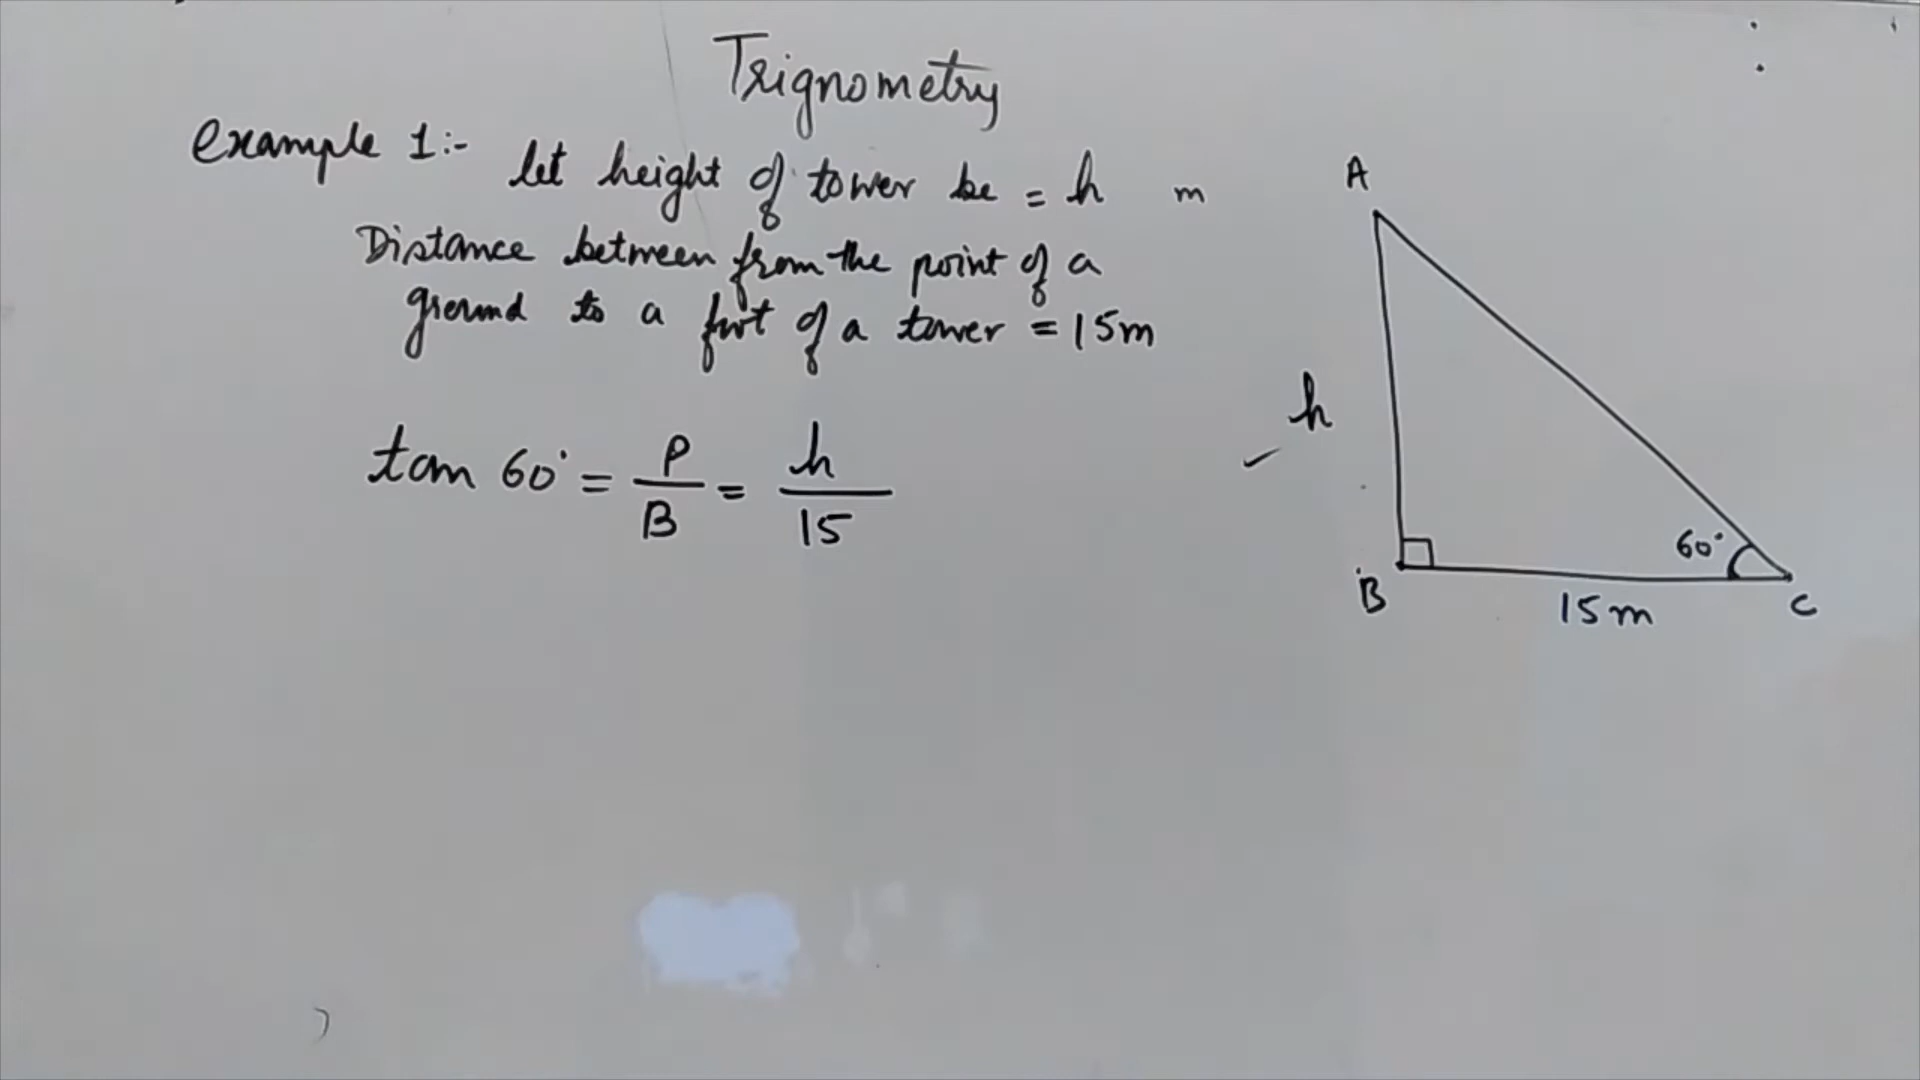 Trignometry
example 1:- let height of tower be = h m
Distance between from the point of a
ground to a foot of a tower = 15m
tan 60° = P/B = h/15
A
h
60°
B
15m
C